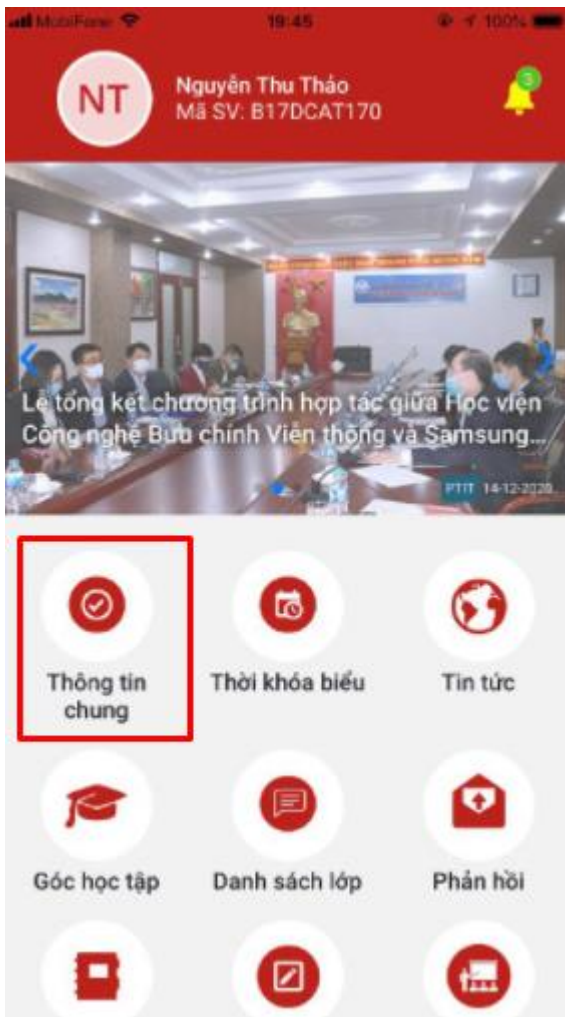 MobiFone
19:45
100%
NT
Nguyễn Thu Thảo
Mã SV: B17DCAT170
3
Lễ tổng kết chương trình hợp tác giữa Học viện
Công nghệ Bưu chính Viễn thông và Samsung...
PTIT 14-12-2020
Thông tin
chung
Thời khóa biểu
Tin tức
Góc học tập
Danh sách lớp
Phản hồi